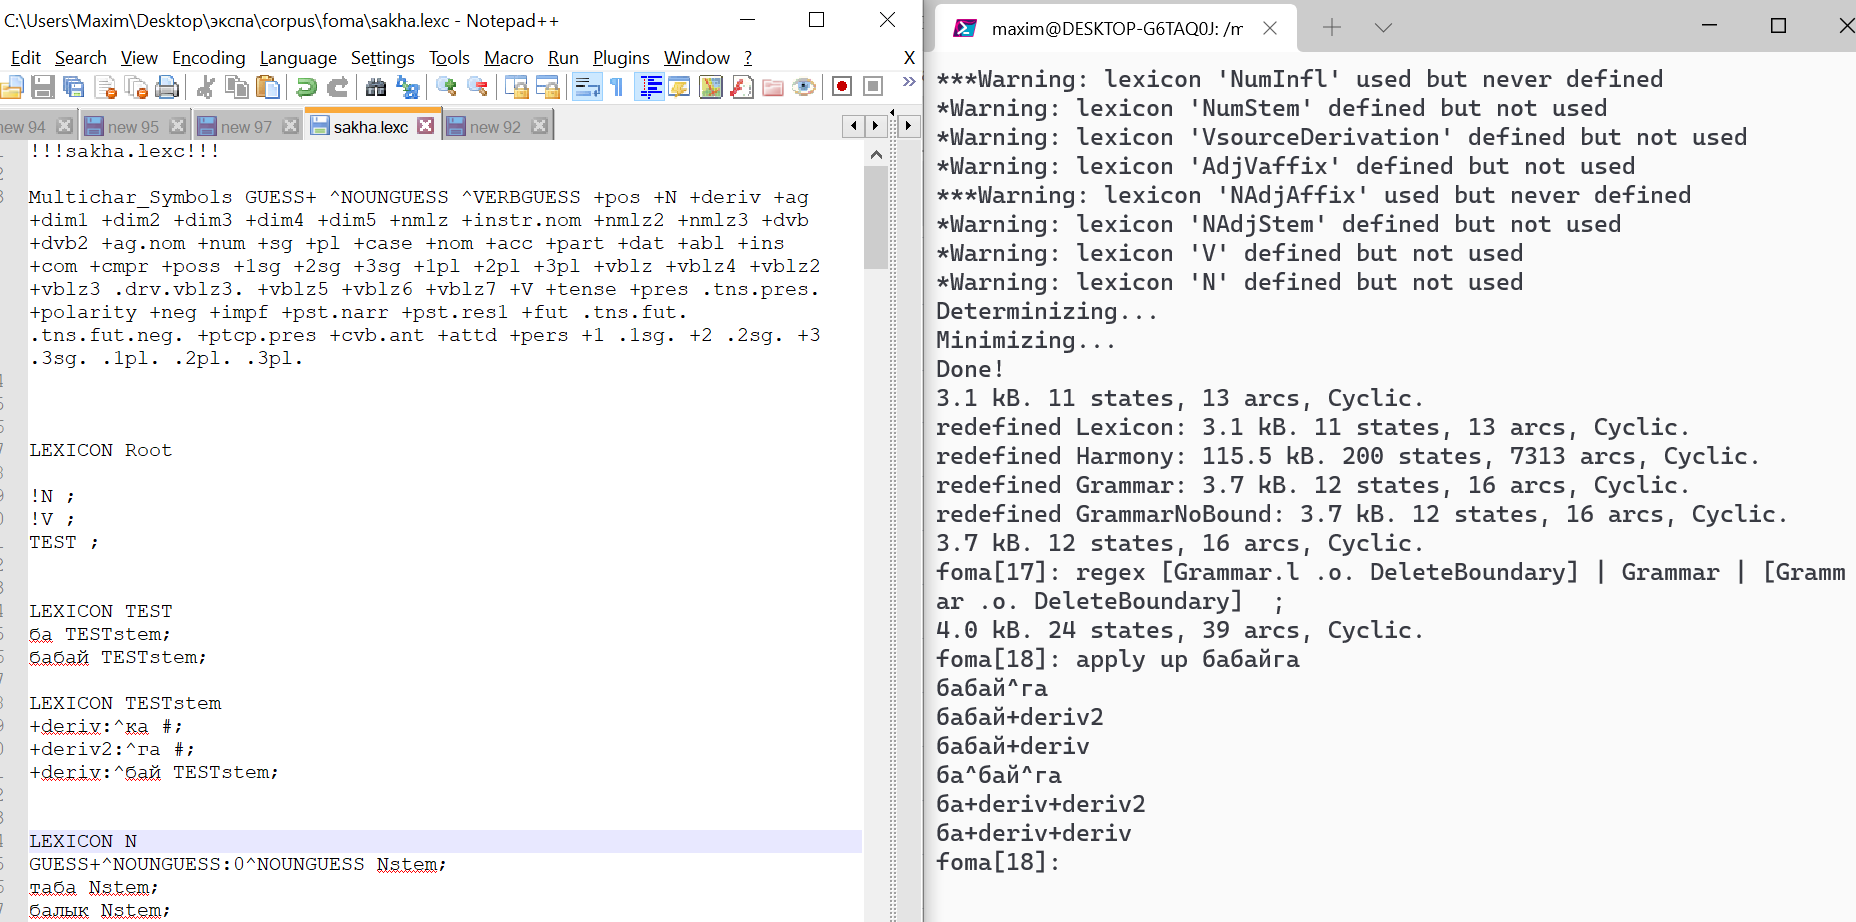 C:\Users\Maxim\Desktop\экспа\corpus\foma\sakha.lexc - Notepad++
Edit Search View Encoding Language Settings Tools Macro Run Plugins Window ? X
new 94 new 95 new 97 sakha.lexc new 92
!!!sakha.lexc!!!
Multichar_Symbols GUESS+ ^NOUNGUESS ^VERBGUESS +pos +N +deriv +ag
+dim1 +dim2 +dim3 +dim4 +dim5 +nmlz +instr.nom +nmlz2 +nmlz3 +dvb
+dvb2 +ag.nom +num +sg +pl +case +nom +acc +part +dat +abl +ins
+com +cmpr +poss +1sg +2sg +3sg +1pl +2pl +3pl +vblz +vblz4 +vblz2
+vblz3 .drv.vblz3. +vblz5 +vblz6 +vblz7 +V +tense +pres .tns.pres.
+polarity +neg +impf +pst.narr +pst.res1 +fut .tns.fut.
.tns.fut.neg. +ptcp.pres +cvb.ant +attd +pers +1 .1sg. +2 .2sg. +3
.3sg. .1pl. .2pl. .3pl.
LEXICON Root
!N ;
!V ;
TEST ;
LEXICON TEST
ба TESTstem;
бабай TESTstem;
LEXICON TESTstem
+deriv:^ка #;
+deriv2:^га #;
+deriv:^бай TESTstem;
LEXICON N
GUESS+^NOUNGUESS:0^NOUNGUESS Nstem;
таба Nstem;
балык Nstem;
maxim@DESKTOP-G6TAQ0J: /m
***Warning: lexicon 'NumInfl' used but never defined
*Warning: lexicon 'NumStem' defined but not used
*Warning: lexicon 'VsourceDerivation' defined but not used
*Warning: lexicon 'AdjVaffix' defined but not used
***Warning: lexicon 'NAdjAffix' used but never defined
*Warning: lexicon 'NAdjStem' defined but not used
*Warning: lexicon 'V' defined but not used
*Warning: lexicon 'N' defined but not used
Determinizing...
Minimizing...
Done!
3.1 kB. 11 states, 13 arcs, Cyclic.
redefined Lexicon: 3.1 kB. 11 states, 13 arcs, Cyclic.
redefined Harmony: 115.5 kB. 200 states, 7313 arcs, Cyclic.
redefined Grammar: 3.7 kB. 12 states, 16 arcs, Cyclic.
redefined GrammarNoBound: 3.7 kB. 12 states, 16 arcs, Cyclic.
3.7 kB. 12 states, 16 arcs, Cyclic.
foma[17]: regex [Grammar.l .o. DeleteBoundary] | Grammar | [Gramm
ar .o. DeleteBoundary]  ;
4.0 kB. 24 states, 39 arcs, Cyclic.
foma[18]: apply up бабайга
бабай^га
бабай+deriv2
бабай+deriv
ба^бай^га
ба+deriv+deriv2
ба+deriv+deriv
foma[18]: